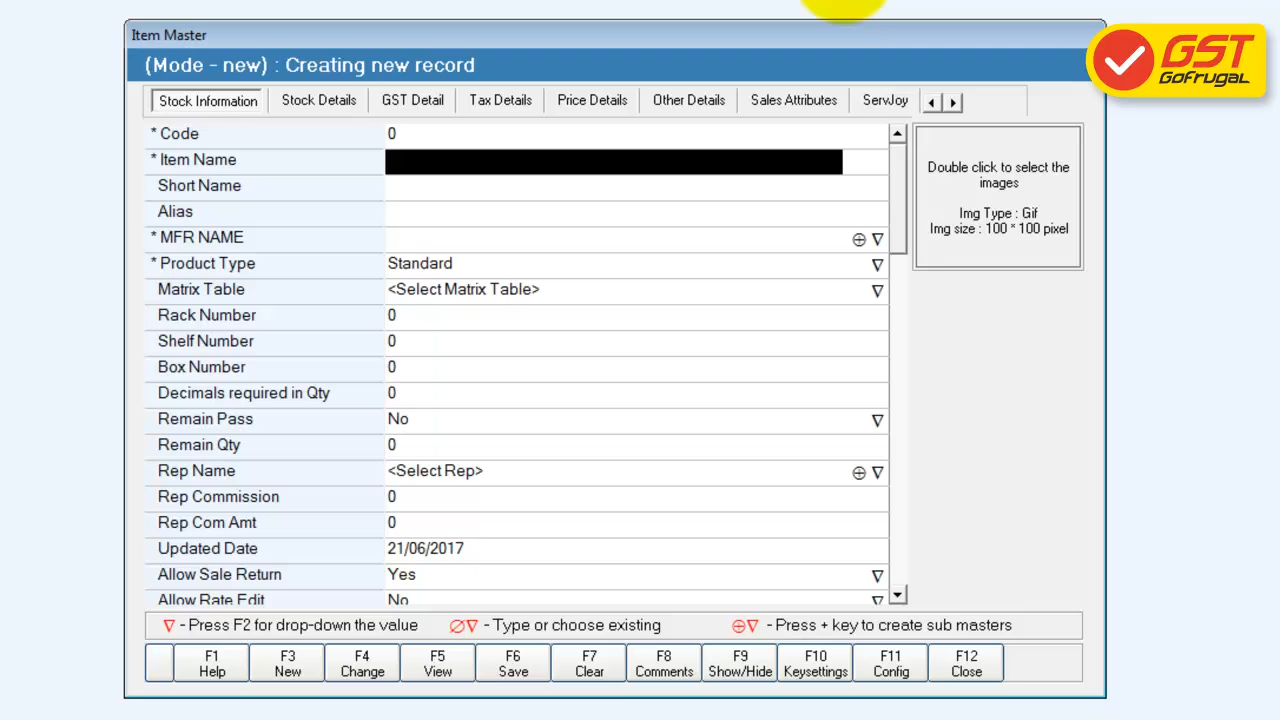 Item Master
(Mode - new) : Creating new record
GST
GOFRUGAL
Stock Information Stock Details GST Detail Tax Details Price Details Other Details Sales Attributes ServJoy
* Code 0
* Item Name
Short Name
Alias
* MFR NAME
* Product Type Standard
Matrix Table <Select Matrix Table>
Rack Number 0
Shelf Number 0
Box Number 0
Decimals required in Qty 0
Remain Pass No
Remain Qty 0
Rep Name <Select Rep>
Rep Commission 0
Rep Com Amt 0
Updated Date 21/06/2017
Allow Sale Return Yes
Allow Rate Edit No
Double click to select the
images
Img Type : Gif
Img size : 100 * 100 pixel
- Press F2 for drop-down the value - Type or choose existing - Press + key to create sub masters
F1 F3 F4 F5 F6 F7 F8 F9 F10 F11 F12
Help New Change View Save Clear Comments Show/Hide Keysettings Config Close